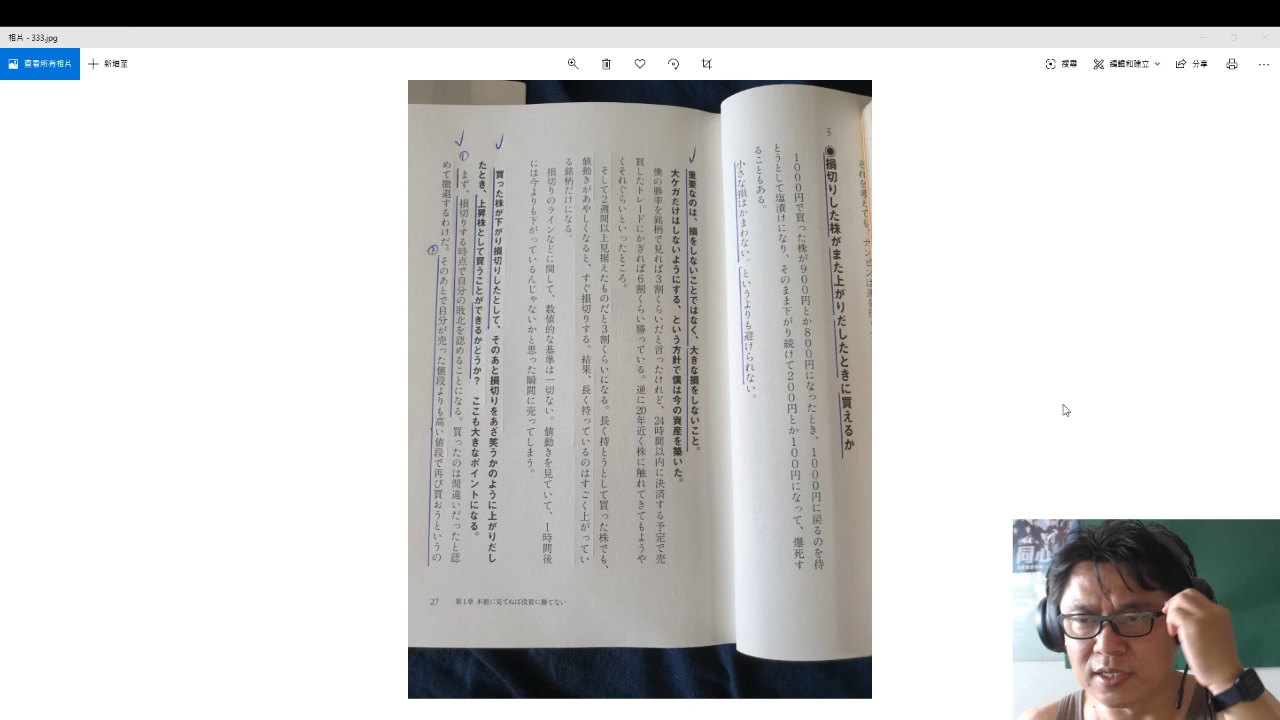 相片 - 333.jpg
查看所有相片
新增至
搜尋
編輯和建立
分享
5
●損切りした株がまた上がりだしたときに買えるか
1000円で買った株が900円とか800円になったとき、1000円に戻るのを待
とうとして塩漬けになり、そのまま下がり続けて200円とか100円になって、爆死す
ることもある。
小さな損はかまわない。というよりも避けられない。
重要なのは、損をしないことではなく、大きな損をしないこと。
大ケガだけはしないようにする、という方針で僕は今の資産を築いた。
僕の勝率を銘柄で見れば3割くらいだと言ったけれど、24時間以内に決済する予定で売
買したトレードにかぎれば6割くらい勝っている。逆に20年近く株に触れてきてもようや
くそれぐらいといったところ。
そして2週間以上見据えたものだと3割くらいになる。長く持とうとして買った株でも、
値動きがあやしくなると、すぐ損切りする。結果、長く持っているのはすごく上がってい
る銘柄だけになる。
損切りのラインなどに関して、数値的な基準は一切ない。値動きを見ていて、1時間後
には今よりも下がっているんじゃないかと思った瞬間に売ってしまう。
買った株が下がり損切りしたとして、そのあと損切りをあざ笑うかのように上がりだし
たとき、上昇株として買うことができるかどうか？ ここも大きなポイントになる。
①
まず、損切りする時点で自分の敗北を認めることになる。買ったのは間違いだったと認
めて撤退するわけだ。そのあとで自分が売った値段よりも高い値段で再び買おうというの
②
27 第1章 本紙に見てねば投資に勝てない
同心